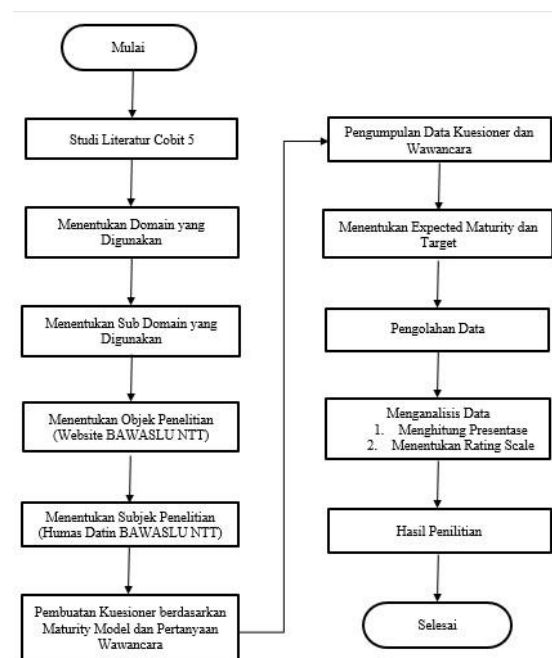 Mulai
Studi Literatur Cobit 5
Menentukan Domain yang
Digunakan
Menentukan Sub Domain yang
Digunakan
Menentukan Objek Penelitian
(Website BAWASLU NTT)
Menentukan Subjek Penelitian
(Humas Datin BAWASLU NTT)
Pembuatan Kuesioner berdasarkan
Maturity Model dan Pertanyaan
Wawancara
Pengumpulan Data Kuesioner dan
Wawancara
Menentukan Expected Maturity dan
Target
Pengolahan Data
Menganalisis Data
1. Menghitung Presentase
2. Menentukan Rating Scale
Hasil Penilitian
Selesai